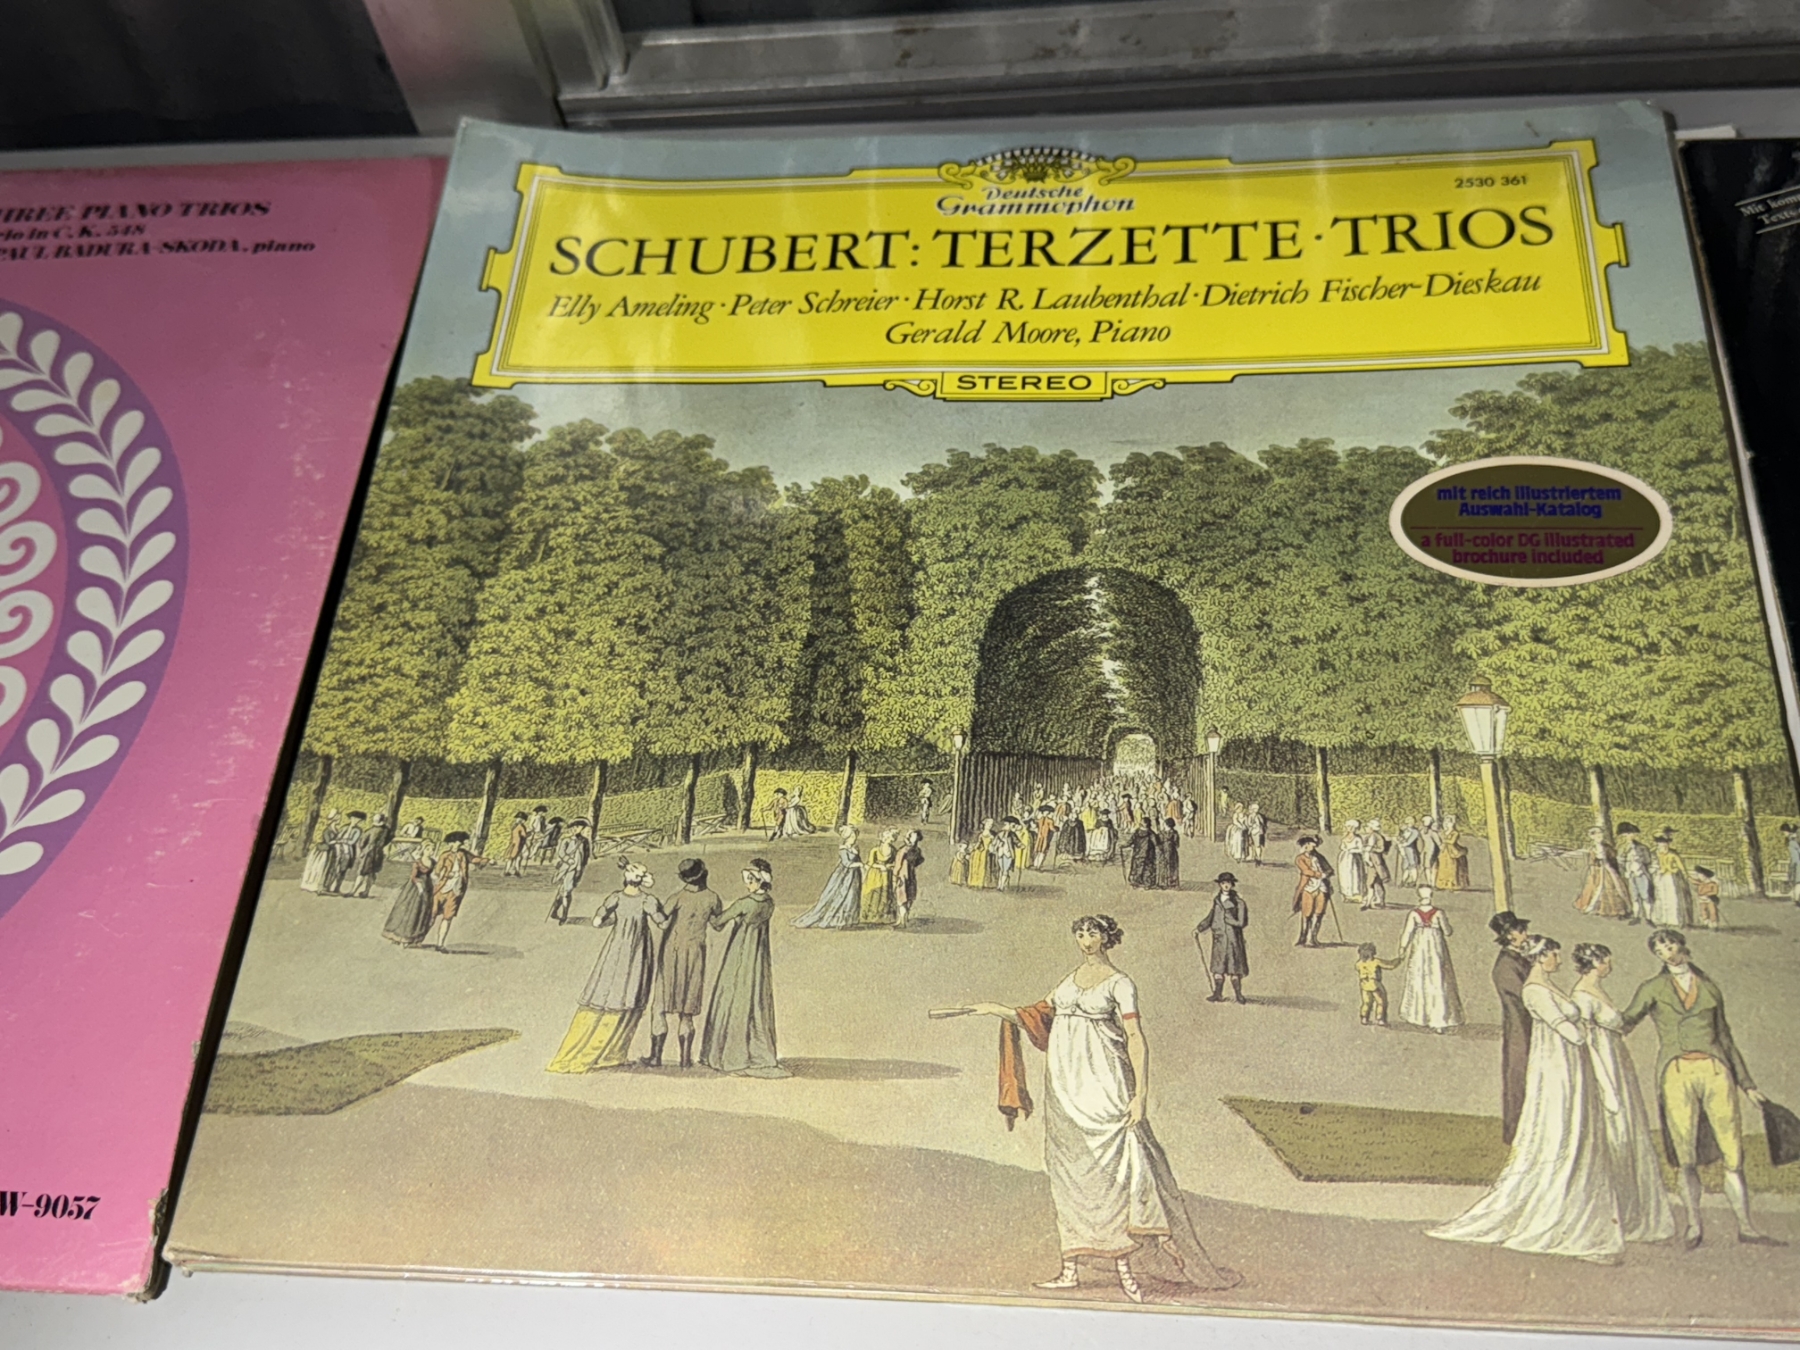 PIANO TRIOS
in C, K. 548
PAUL BADURA-SKODA, piano
W-9057
Deutsche
Grammophon
2530 361
SCHUBERT: TERZETTE · TRIOS
Elly Ameling · Peter Schreier · Horst R. Laubenthal · Dietrich Fischer-Dieskau
Gerald Moore, Piano
STEREO
mit reich illustriertem
Auswahl-Katalog
a full-color DG illustrated
brochure included
Mit